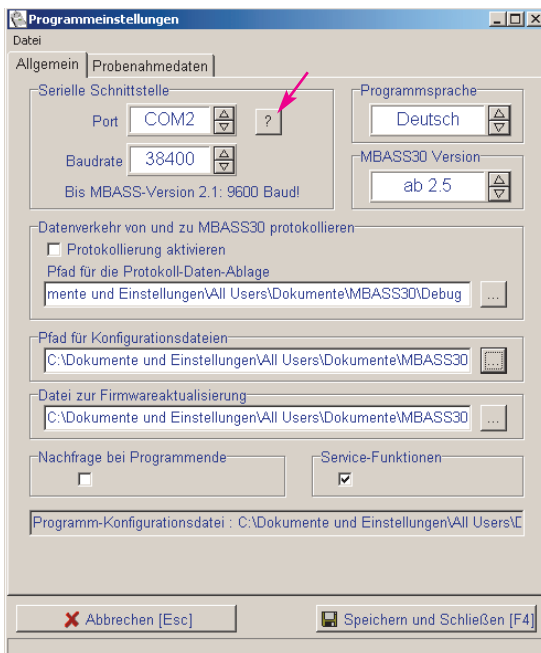 Programmeinstellungen
Datei
Allgemein Probenahmedaten
Serielle Schnittstelle
Port COM2 ?
Baudrate 38400
Bis MBASS-Version 2.1: 9600 Baud!
Programmsprache
Deutsch
MBASS30 Version
ab 2.5
Datenverkehr von und zu MBASS30 protokollieren
Protokollierung aktivieren
Pfad für die Protokoll-Daten-Ablage
mente und Einstellungen\All Users\Dokumente\MBASS30\Debug ...
Pfad für Konfigurationsdateien
C:\Dokumente und Einstellungen\All Users\Dokumente\MBASS30 ...
Datei zur Firmwareaktualisierung
C:\Dokumente und Einstellungen\All Users\Dokumente\MBASS30 ...
Nachfrage bei Programmende
Service-Funktionen
Programm-Konfigurationsdatei : C:\Dokumente und Einstellungen\All Users\D
Abbrechen [Esc] Speichern und Schließen [F4]